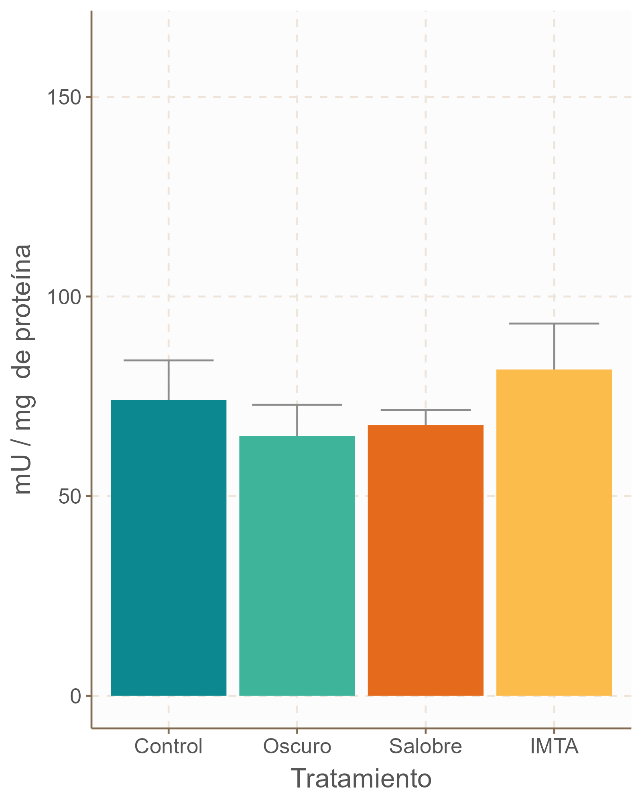 mU / mg  de proteína
150
100
50
0
Control Oscuro Salobre IMTA
Tratamiento